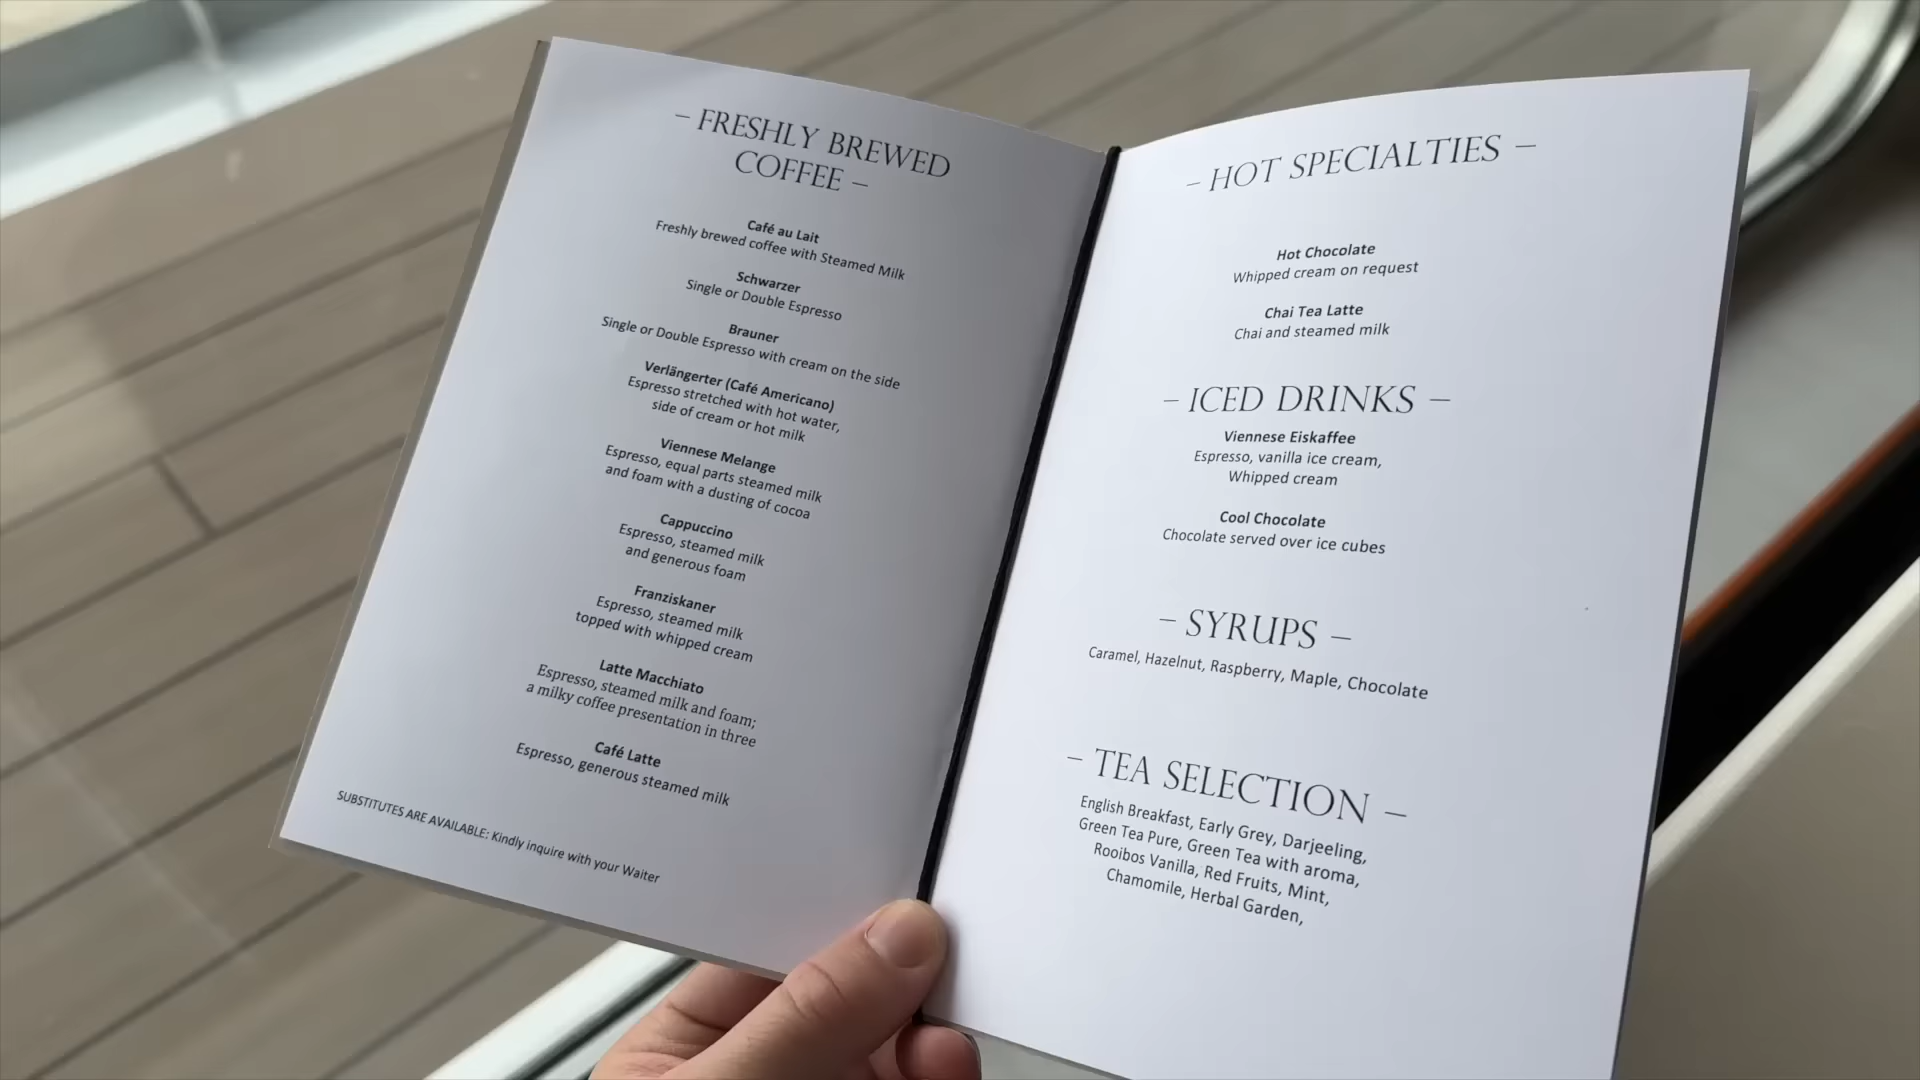 – FRESHLY BREWED
COFFEE –
Café au Lait
Freshly brewed coffee with Steamed Milk
Schwarzer
Single or Double Espresso
Brauner
Single or Double Espresso with cream on the side
Verlängerter (Café Americano)
Espresso stretched with hot water,
side of cream or hot milk
Viennese Melange
Espresso, equal parts steamed milk
and foam with a dusting of cocoa
Cappuccino
Espresso, steamed milk
and generous foam
Franziskaner
Espresso, steamed milk
topped with whipped cream
Latte Macchiato
Espresso, steamed milk and foam;
a milky coffee presentation in three
Café Latte
Espresso, generous steamed milk
SUBSTITUTES ARE AVAILABLE: Kindly inquire with your Waiter
– HOT SPECIALTIES –
Hot Chocolate
Whipped cream on request
Chai Tea Latte
Chai and steamed milk
– ICED DRINKS –
Viennese Eiskaffee
Espresso, vanilla ice cream,
Whipped cream
Cool Chocolate
Chocolate served over ice cubes
– SYRUPS –
Caramel, Hazelnut, Raspberry, Maple, Chocolate
– TEA SELECTION –
English Breakfast, Early Grey, Darjeeling,
Green Tea Pure, Green Tea with aroma,
Rooibos Vanilla, Red Fruits, Mint,
Chamomile, Herbal Garden,